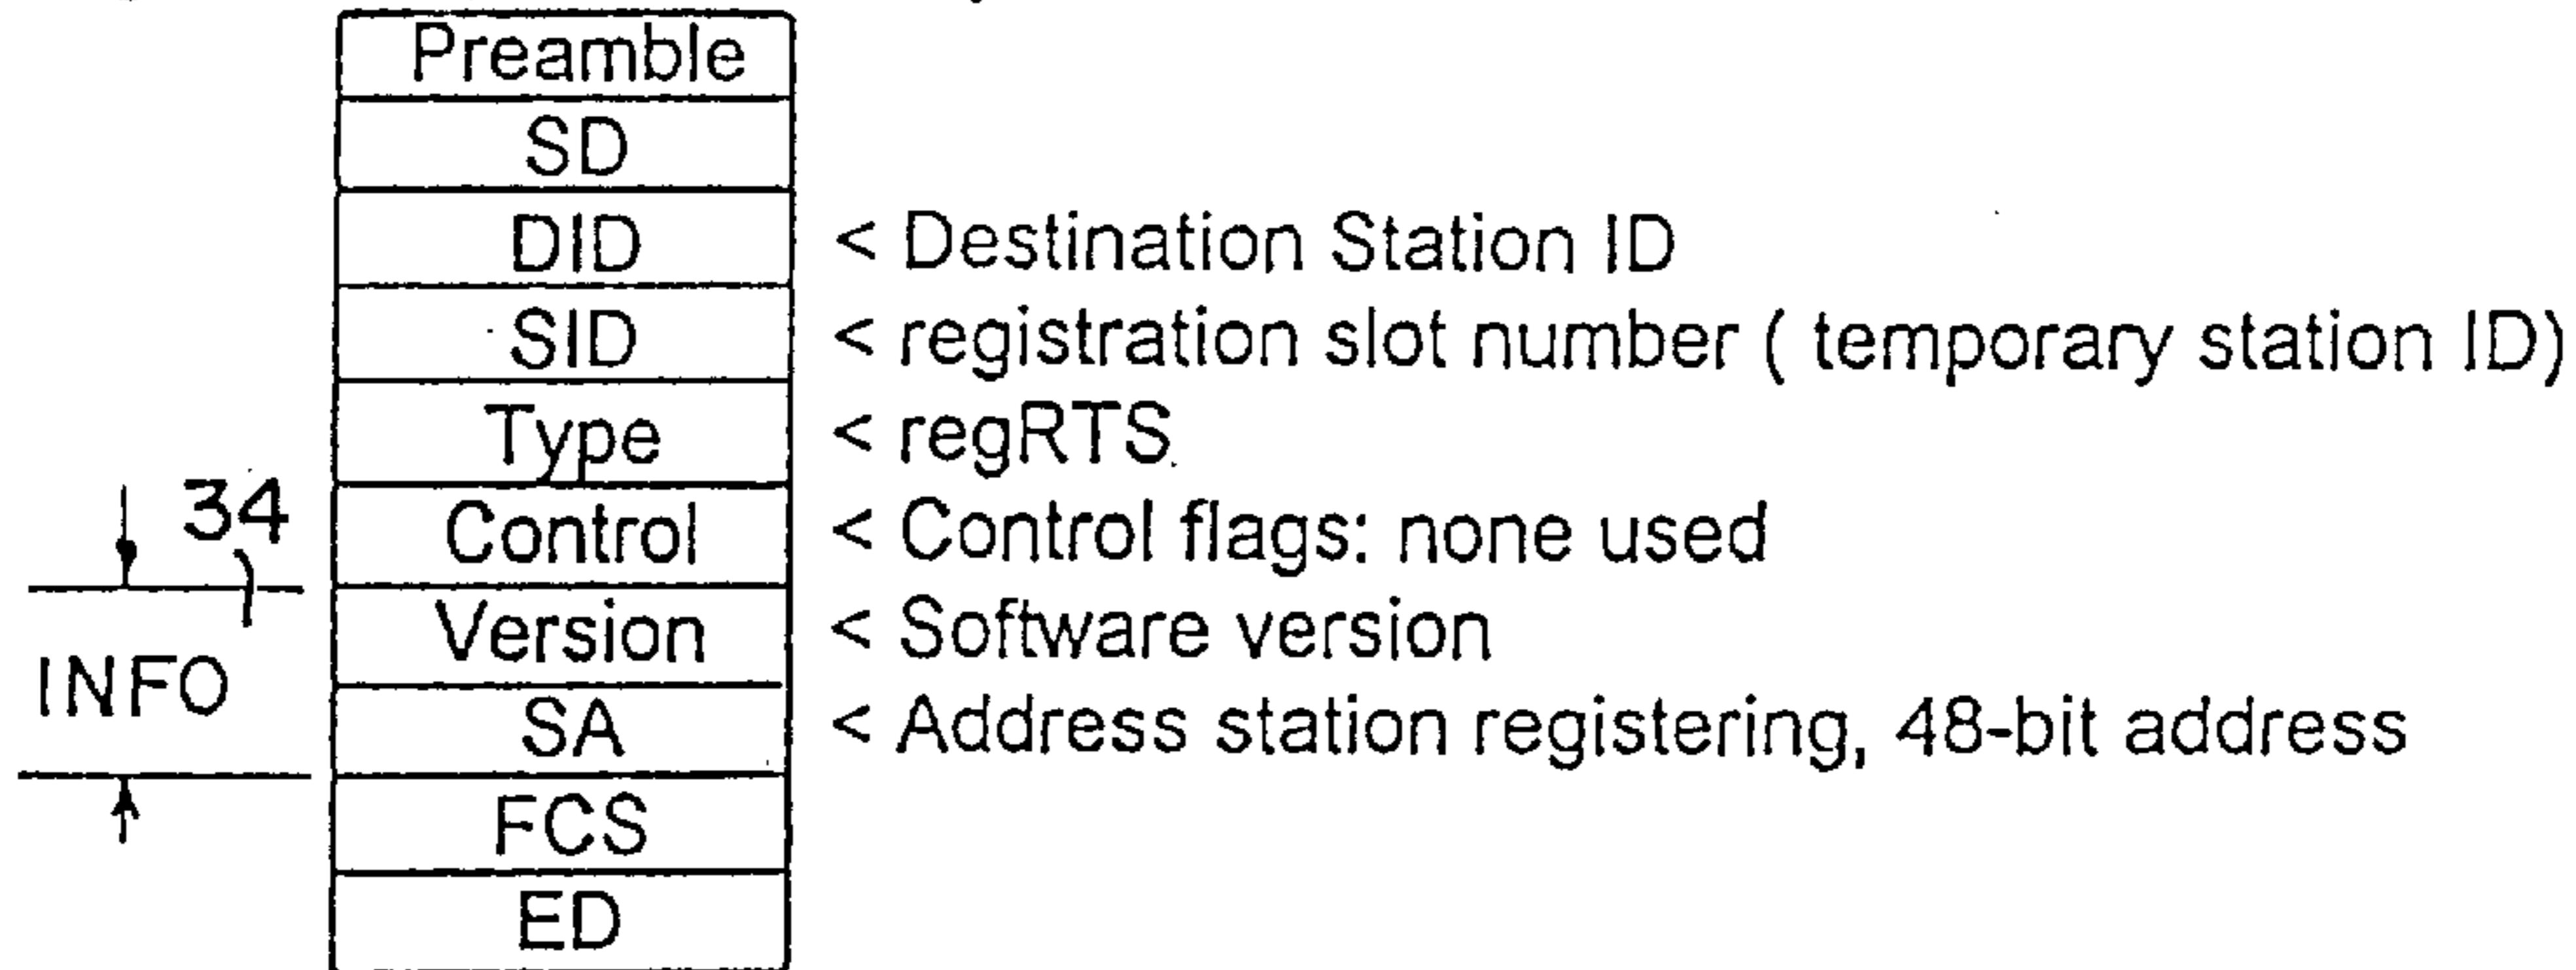 Preamble
SD
DID < Destination Station ID
SID < registration slot number ( temporary station ID)
Type < regRTS
34 Control < Control flags: none used
Version < Software version
INFO
SA < Address station registering, 48-bit address
FCS
ED